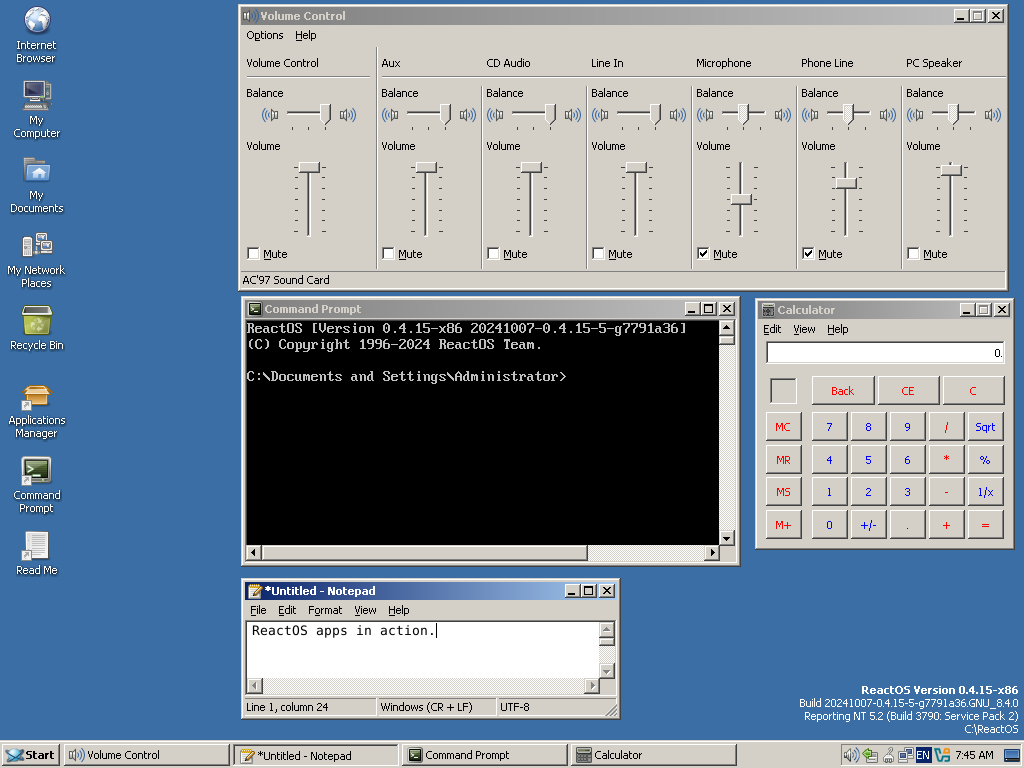 Internet
Browser
My
Computer
My
Documents
My Network
Places
Recycle Bin
Applications
Manager
Command
Prompt
Read Me
Volume Control
Options Help
Volume Control Aux CD Audio Line In Microphone Phone Line PC Speaker
Balance Balance Balance Balance Balance Balance Balance
Volume Volume Volume Volume Volume Volume Volume
Mute Mute Mute Mute Mute Mute Mute
AC'97 Sound Card
Command Prompt
ReactOS [Version 0.4.15-x86 20241007-0.4.15-5-g7791a36]
(C) Copyright 1996-2024 ReactOS Team.
C:\Documents and Settings\Administrator>
Calculator
Edit View Help
0.
Back CE C
MC 7 8 9 / Sqrt
MR 4 5 6 * %
MS 1 2 3 - 1/x
M+ 0 +/- . + =
*Untitled - Notepad
File Edit Format View Help
ReactOS apps in action.
Line 1, column 24 Windows (CR + LF) UTF-8
ReactOS Version 0.4.15-x86
Build 20241007-0.4.15-5-g7791a36.GNU_8.4.0
Reporting NT 5.2 (Build 3790: Service Pack 2)
C:\ReactOS
Start Volume Control *Untitled - Notepad Command Prompt Calculator EN 7:45 AM